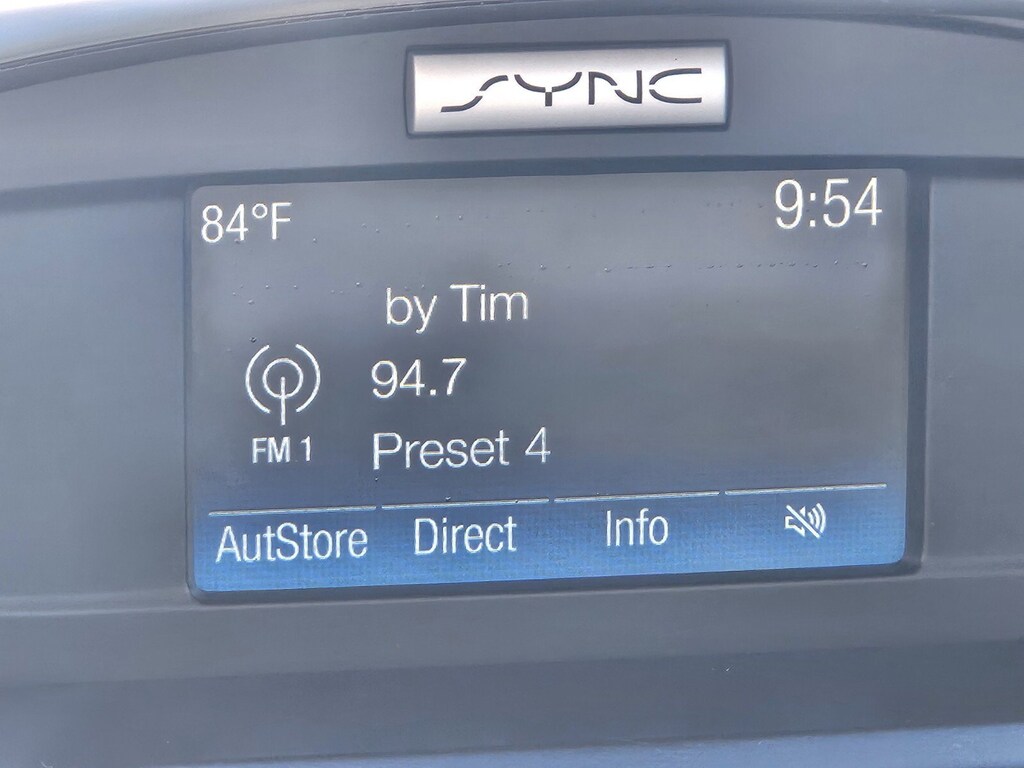 SYNC
84°F 9:54
by Tim
94.7
FM 1 Preset 4
AutStore Direct Info